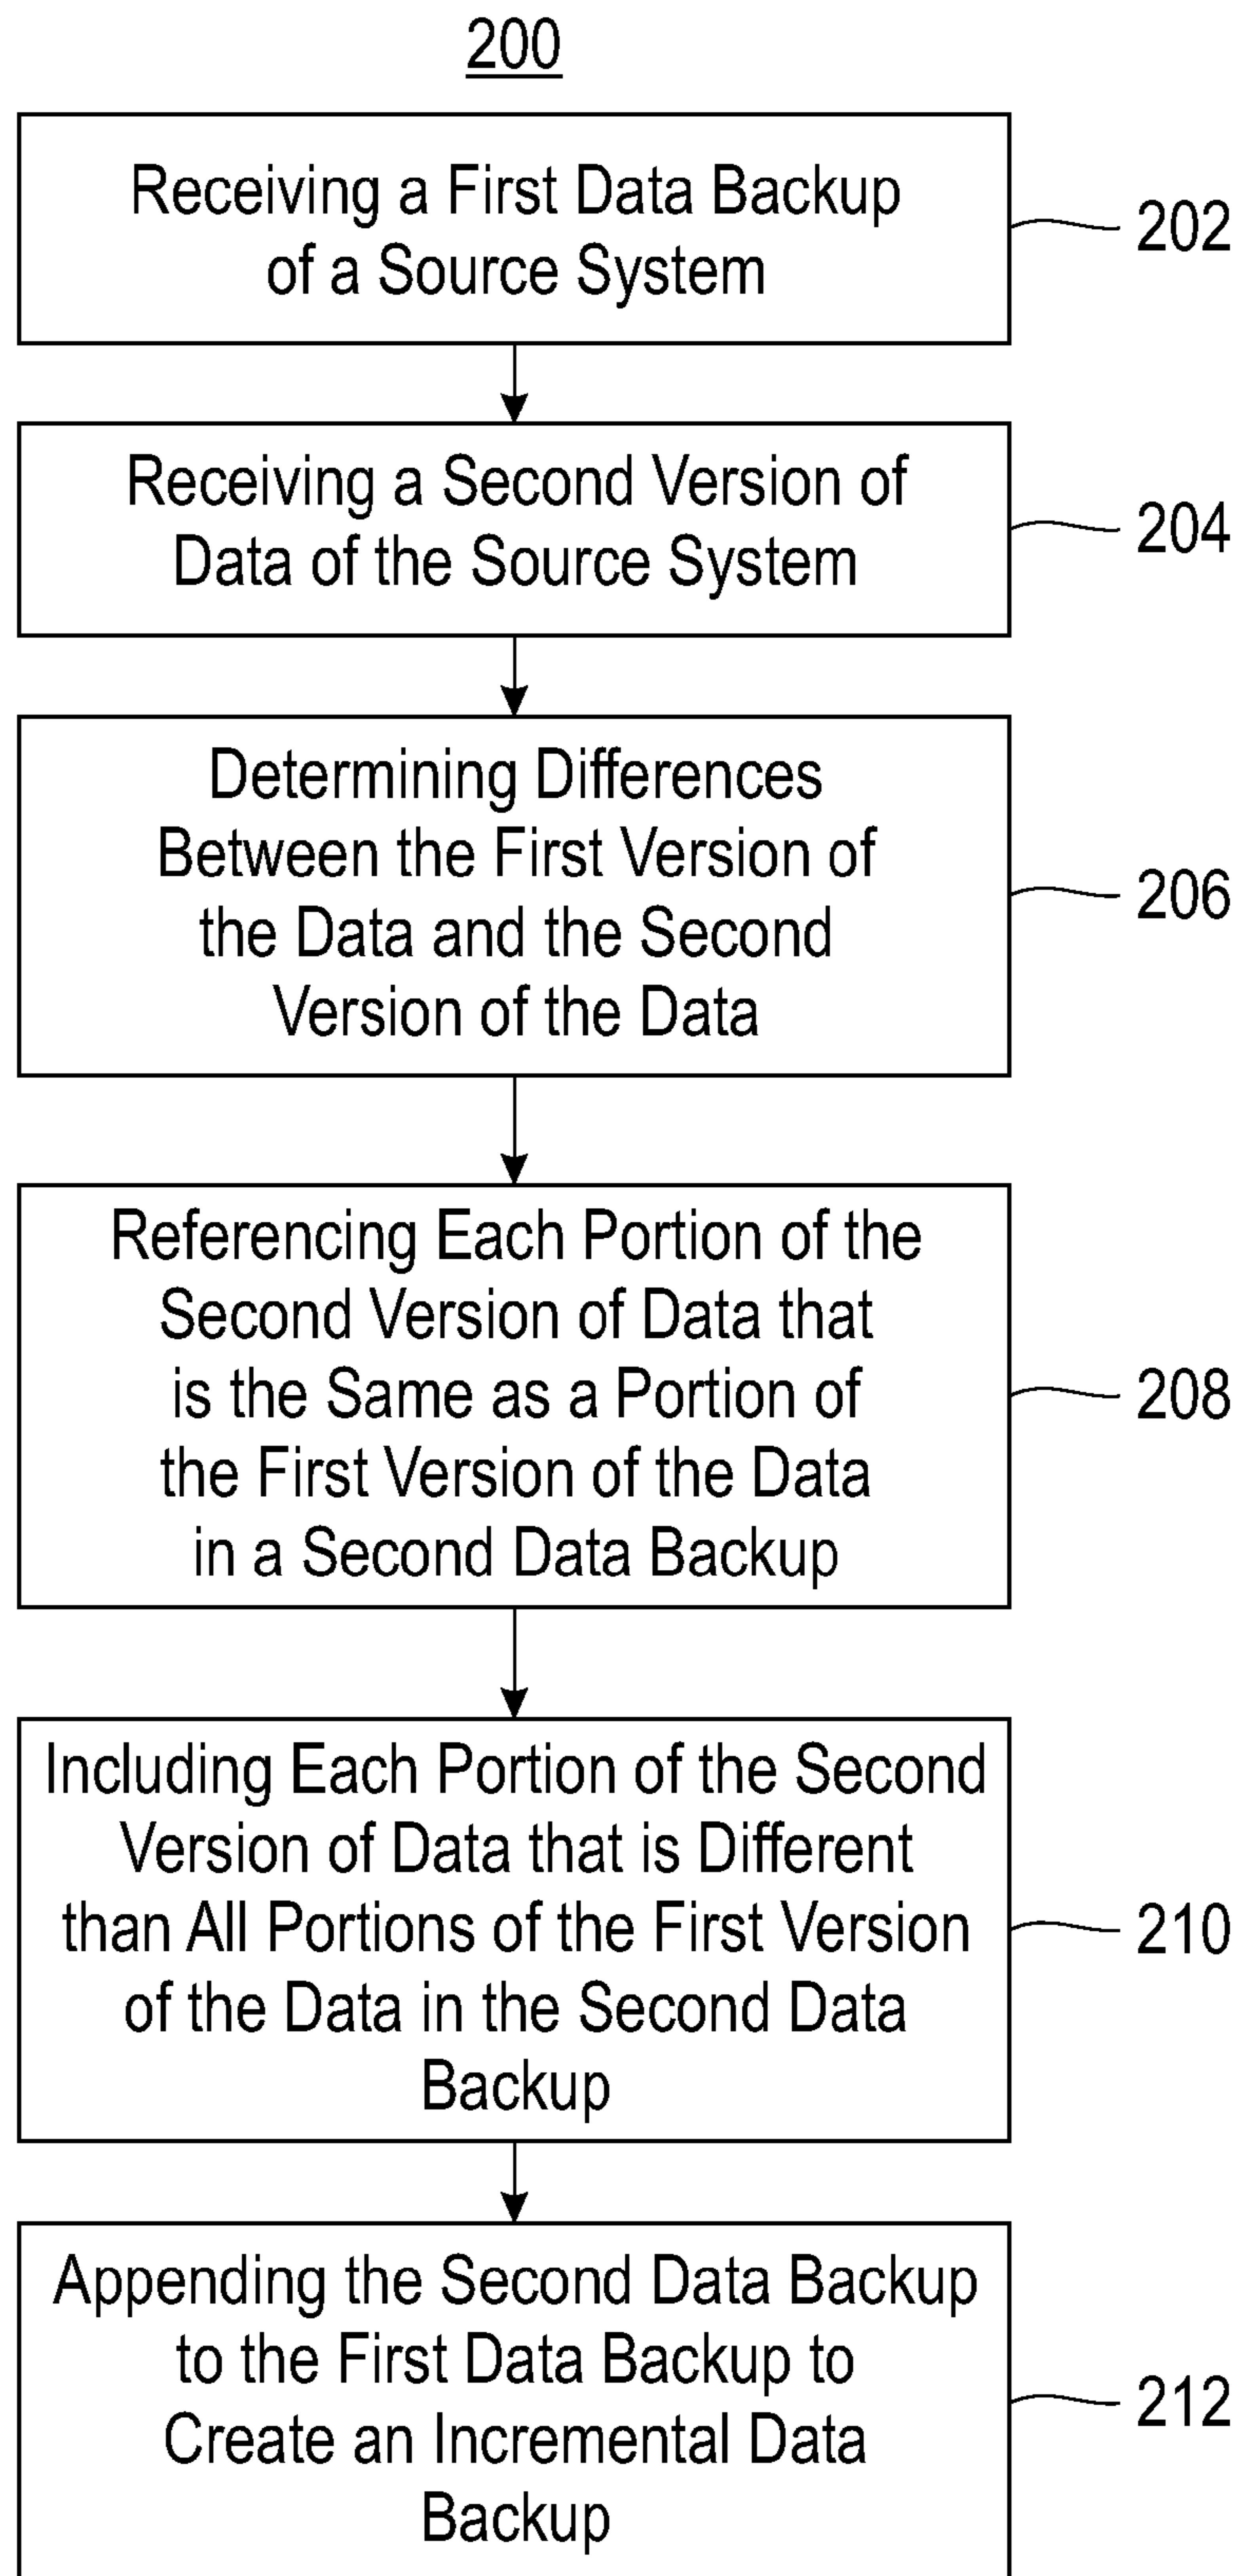 200
Receiving a First Data Backup
of a Source System
202
Receiving a Second Version of
Data of the Source System
204
Determining Differences
Between the First Version of
the Data and the Second
Version of the Data
206
Referencing Each Portion of the
Second Version of Data that
is the Same as a Portion of
the First Version of the Data
in a Second Data Backup
208
Including Each Portion of the Second
Version of Data that is Different
than All Portions of the First Version
of the Data in the Second Data
Backup
210
Appending the Second Data Backup
to the First Data Backup to
Create an Incremental Data
Backup
212